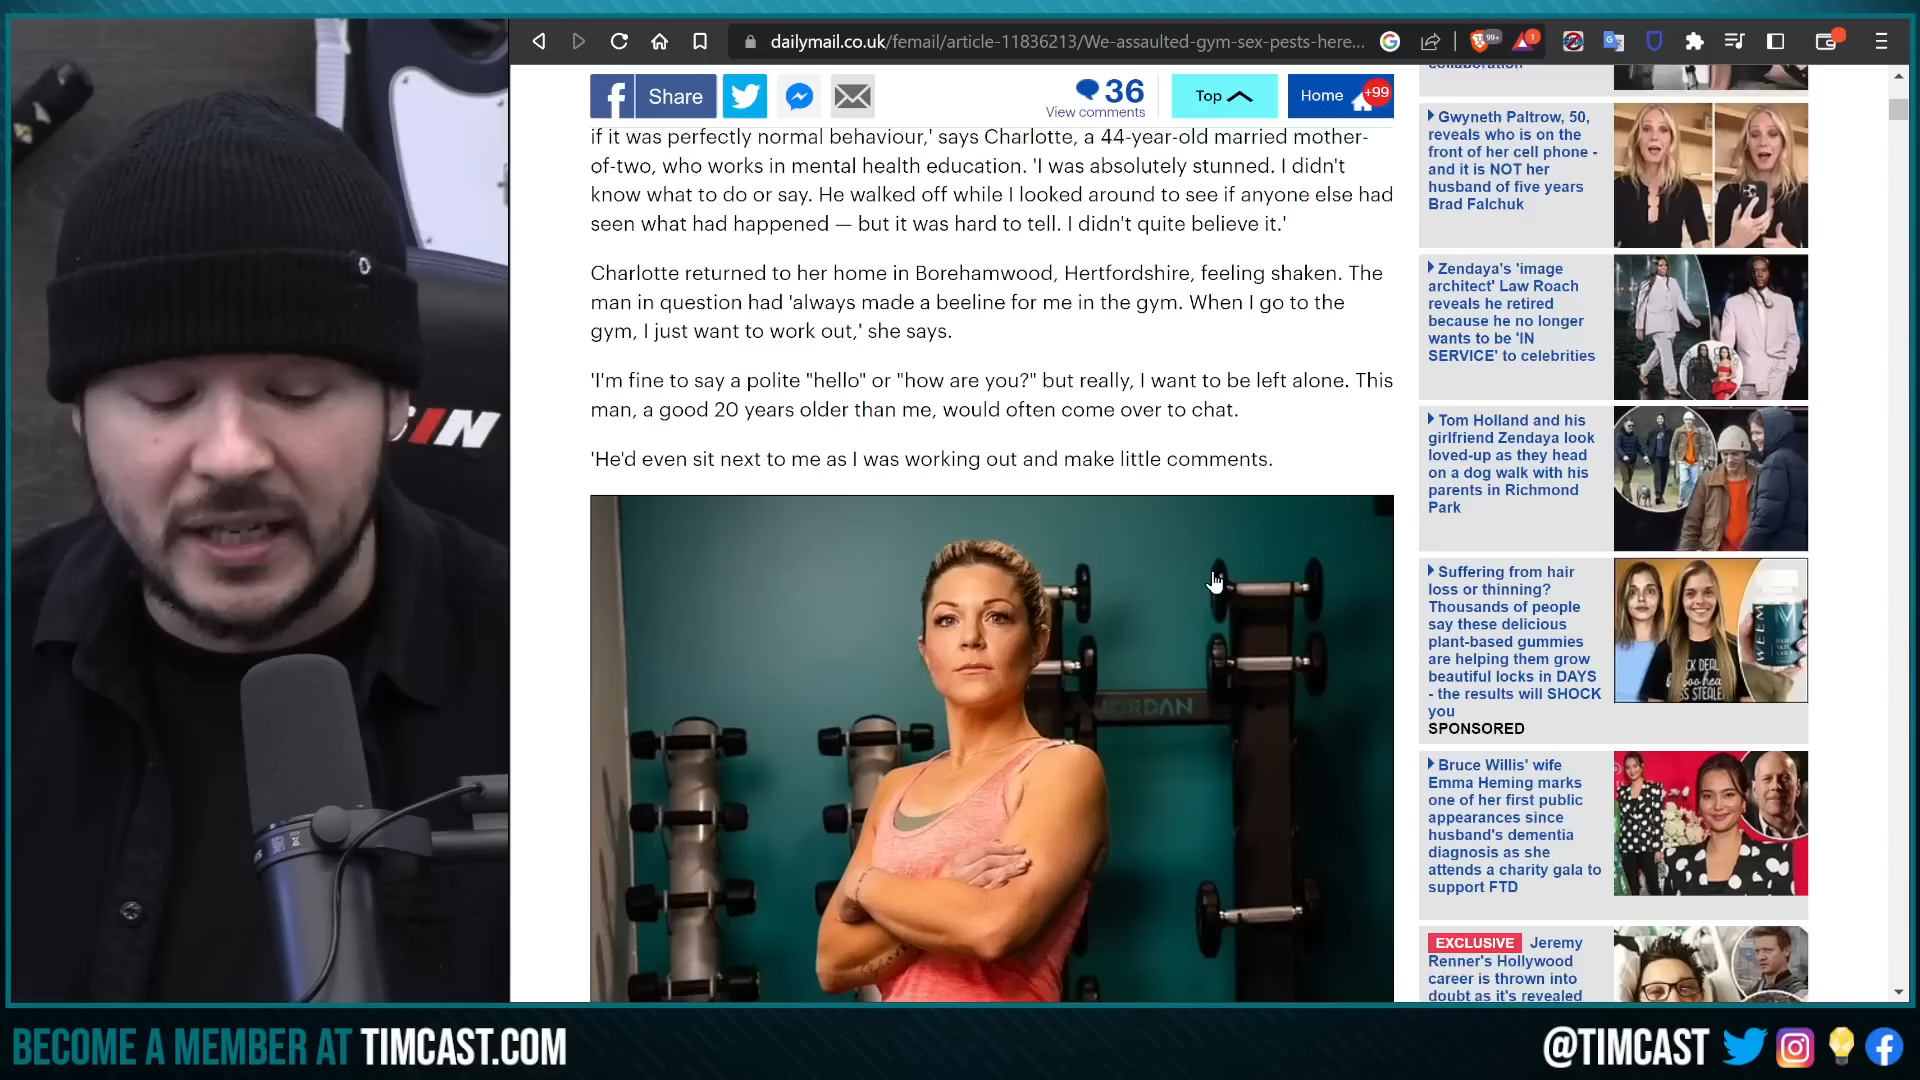 dailymail.co.uk/femail/article-11836213/We-assaulted-gym-sex-pests-here...
99+
1
Share
36
View comments
Top
Home
+99
if it was perfectly normal behaviour,' says Charlotte, a 44-year-old married mother-
of-two, who works in mental health education. 'I was absolutely stunned. I didn't
know what to do or say. He walked off while I looked around to see if anyone else had
seen what had happened — but it was hard to tell. I didn't quite believe it.'
Charlotte returned to her home in Borehamwood, Hertfordshire, feeling shaken. The
man in question had 'always made a beeline for me in the gym. When I go to the
gym, I just want to work out,' she says.
'I'm fine to say a polite "hello" or "how are you?" but really, I want to be left alone. This
man, a good 20 years older than me, would often come over to chat.
'He'd even sit next to me as I was working out and make little comments.
JORDAN
collaboration
Gwyneth Paltrow, 50,
reveals who is on the
front of her cell phone -
and it is NOT her
husband of five years
Brad Falchuk
Zendaya's 'image
architect' Law Roach
reveals he retired
because he no longer
wants to be 'IN
SERVICE' to celebrities
Tom Holland and his
girlfriend Zendaya look
loved-up as they head
on a dog walk with his
parents in Richmond
Park
Suffering from hair
loss or thinning?
Thousands of people
say these delicious
plant-based gummies
are helping them grow
beautiful locks in DAYS
- the results will SHOCK
you
SPONSORED
WEEM
Bruce Willis' wife
Emma Heming marks
one of her first public
appearances since
husband's dementia
diagnosis as she
attends a charity gala to
support FTD
EXCLUSIVE Jeremy
Renner's Hollywood
career is thrown into
doubt as it's revealed
BECOME A MEMBER AT TIMCAST.COM
@TIMCAST